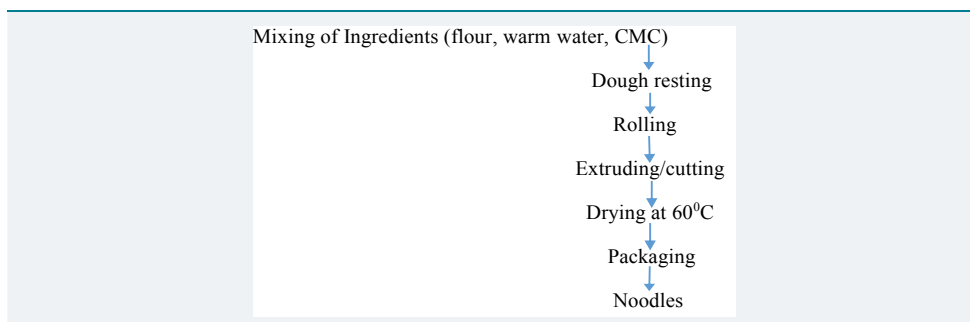 Mixing of Ingredients (flour, warm water, CMC)
Dough resting
Rolling
Extruding/cutting
Drying at 60⁰C
Packaging
Noodles